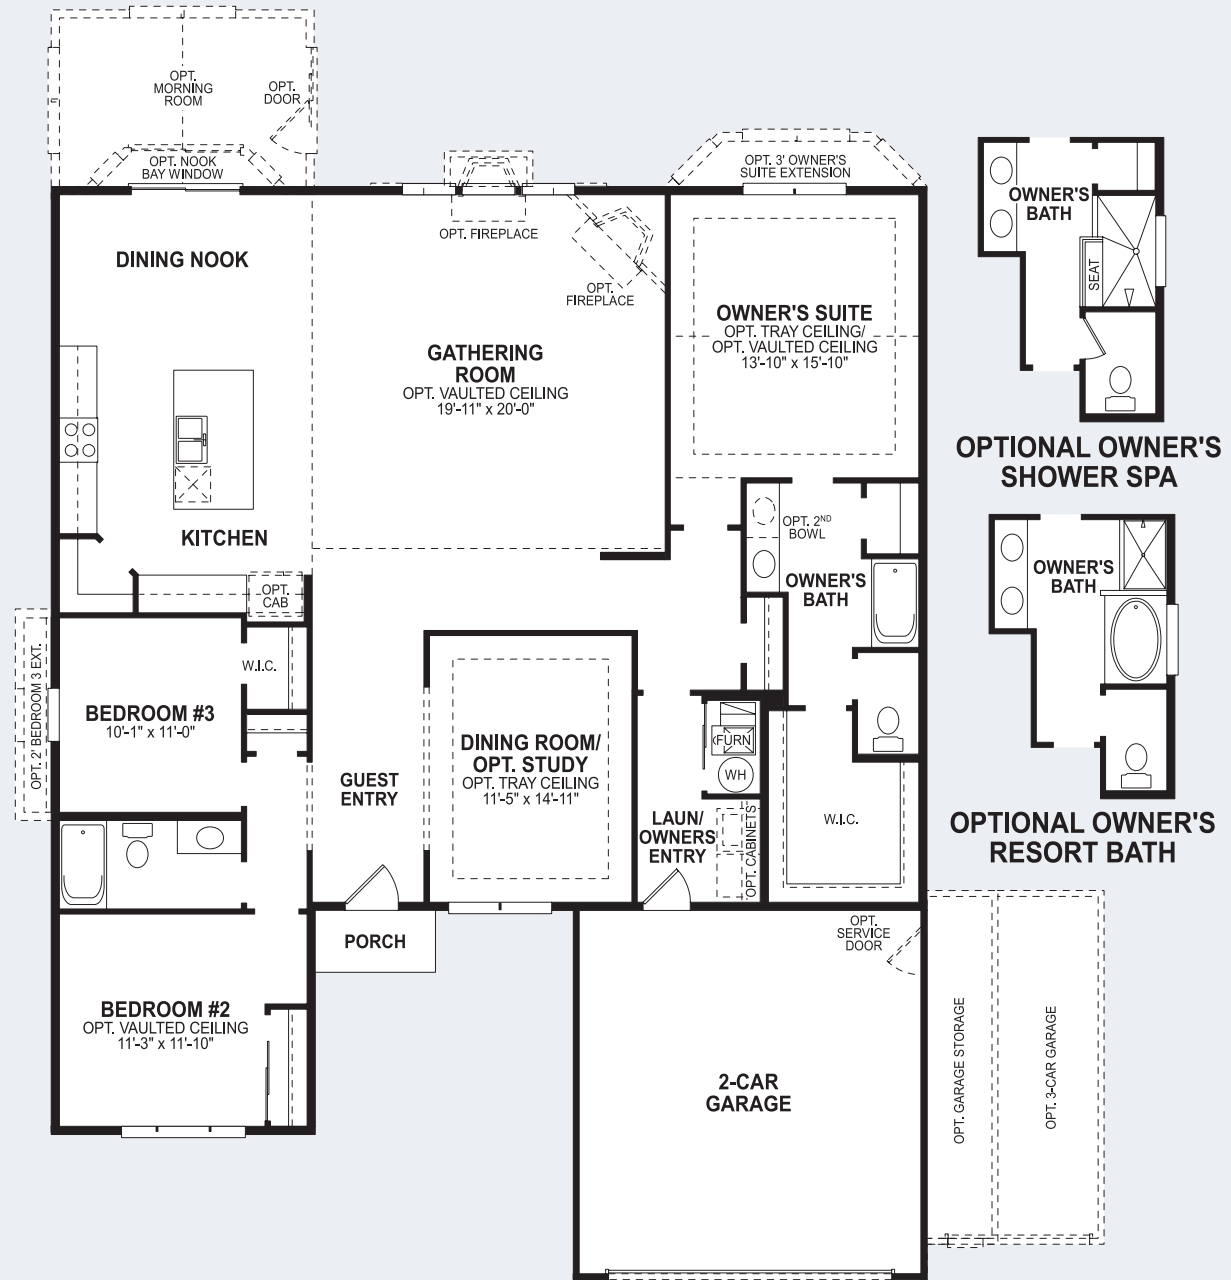 OPT.
MORNING
ROOM
OPT.
DOOR
OPT. NOOK
BAY WINDOW
OPT. 3' OWNER'S
SUITE EXTENSION
DINING NOOK
OPT. FIREPLACE
OPT.
FIREPLACE
GATHERING
ROOM
OPT. VAULTED CEILING
19'-11" x 20'-0"
OWNER'S SUITE
OPT. TRAY CEILING/
OPT. VAULTED CEILING
13'-10" x 15'-10"
KITCHEN
OPT.
CAB
OPT. 2ND
BOWL
OWNER'S
BATH
W.I.C.
OPT. 2' BEDROOM 3 EXT.
BEDROOM #3
10'-1" x 11'-0"
GUEST
ENTRY
DINING ROOM/
OPT. STUDY
OPT. TRAY CEILING
11'-5" x 14'-11"
FURN
WH
LAUN/
OWNERS
ENTRY
OPT. CABINETS
W.I.C.
PORCH
BEDROOM #2
OPT. VAULTED CEILING
11'-3" x 11'-10"
OPT.
SERVICE
DOOR
2-CAR
GARAGE
OPT. GARAGE STORAGE
OPT. 3-CAR GARAGE
OWNER'S
BATH
SEAT
OPTIONAL OWNER'S
SHOWER SPA
OWNER'S
BATH
OPTIONAL OWNER'S
RESORT BATH